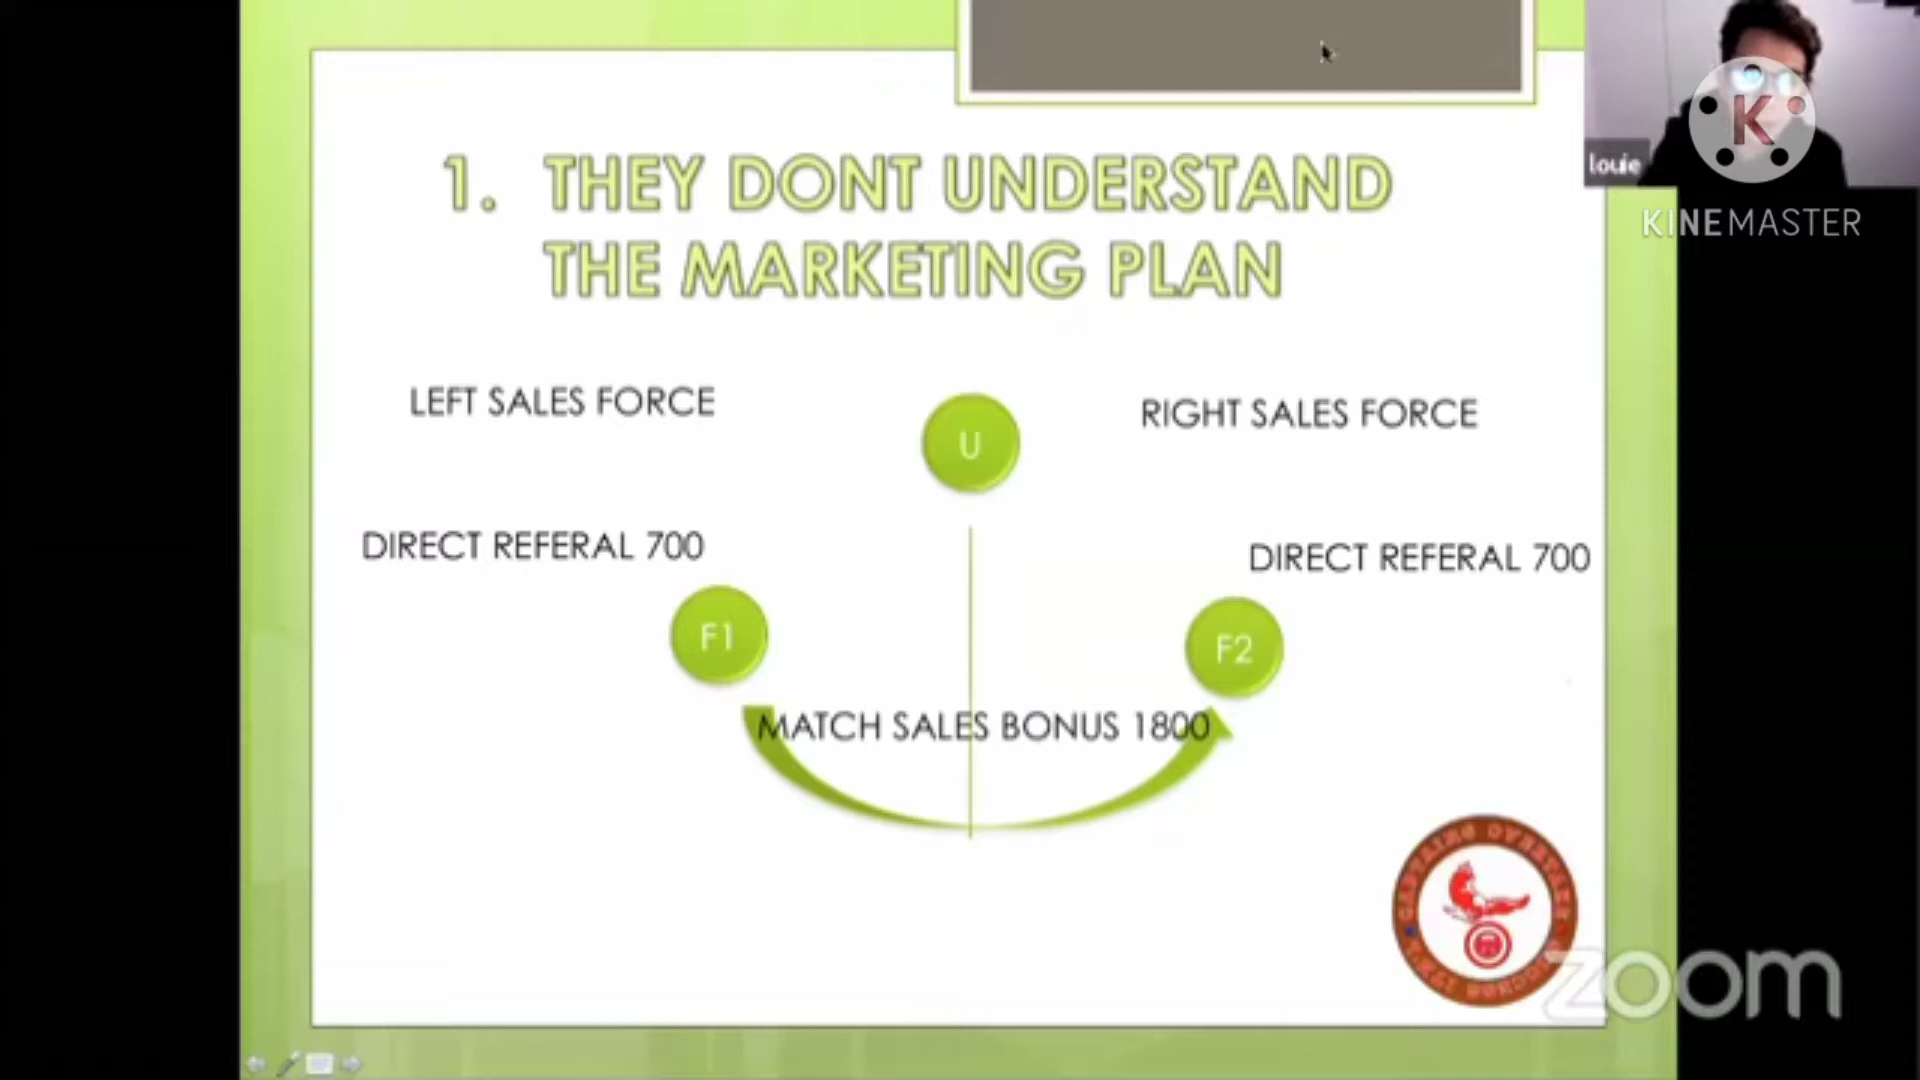 1. THEY DONT UNDERSTAND
THE MARKETING PLAN
LEFT SALES FORCE
RIGHT SALES FORCE
U
DIRECT REFERAL 700
DIRECT REFERAL 700
F1
F2
MATCH SALES BONUS 1800
louie
K
KINEMASTER
zoom